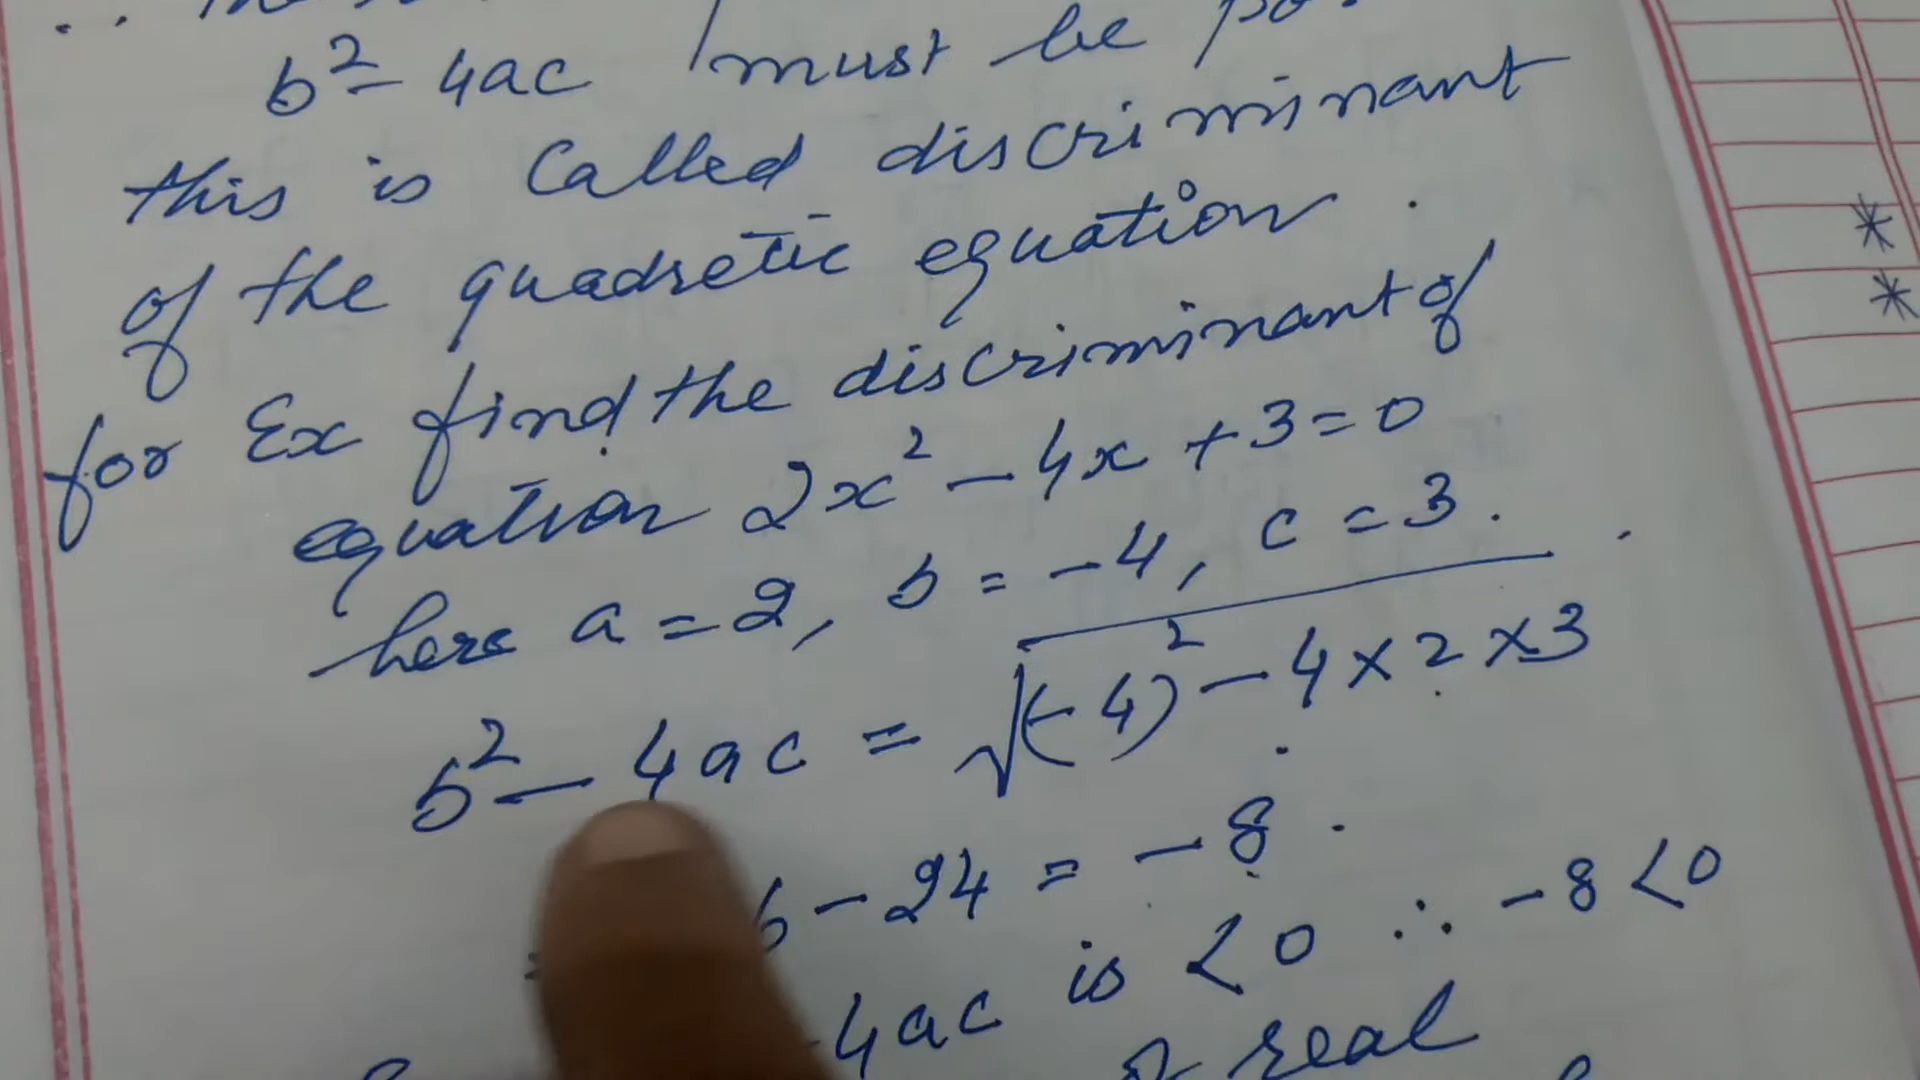 b² - 4ac must be
this is Called discriminant
of the quadretic equation.
for Ex find the discriminant of
equation 2x² - 4x + 3 = 0
here a = 2, b = -4, c = 3.
b² - 4ac = √(-4)² - 4 × 2 × 3
- 24 = -8.
4ac is < 0 ∴ -8 < 0
real